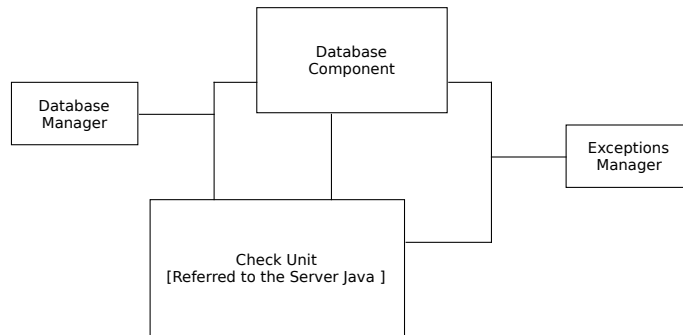 Database
Component
Database
Manager
Exceptions
Manager
Check Unit
[Referred to the Server Java ]